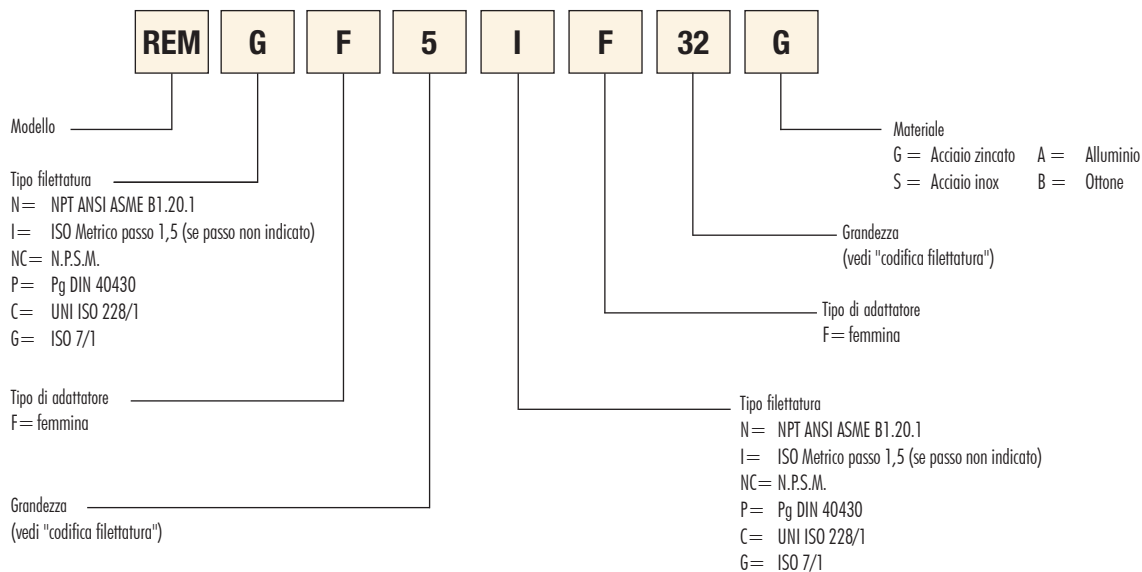 REM G F 5 I F 32 G
Modello
Tipo filettatura
N= NPT ANSI ASME B1.20.1
I= ISO Metrico passo 1,5 (se passo non indicato)
NC= N.P.S.M.
P= Pg DIN 40430
C= UNI ISO 228/1
G= ISO 7/1
Tipo di adattatore
F=femmina
Grandezza
(vedi "codifica filettatura")
Materiale
G = Acciaio zincato A = Alluminio
S = Acciaio inox B = Ottone
Grandezza
(vedi "codifica filettatura")
Tipo di adattatore
F=femmina
Tipo filettatura
N= NPT ANSI ASME B1.20.1
I= ISO Metrico passo 1,5 (se passo non indicato)
NC= N.P.S.M.
P= Pg DIN 40430
C= UNI ISO 228/1
G= ISO 7/1